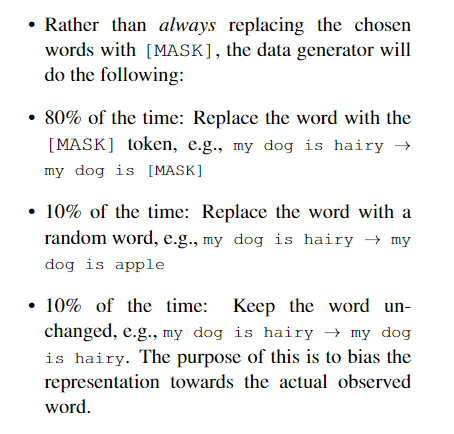 • Rather than always replacing the chosen
words with [MASK], the data generator will
do the following:
• 80% of the time: Replace the word with the
[MASK] token, e.g., my dog is hairy →
my dog is [MASK]
• 10% of the time: Replace the word with a
random word, e.g., my dog is hairy → my
dog is apple
• 10% of the time: Keep the word un-
changed, e.g., my dog is hairy → my dog
is hairy. The purpose of this is to bias the
representation towards the actual observed
word.